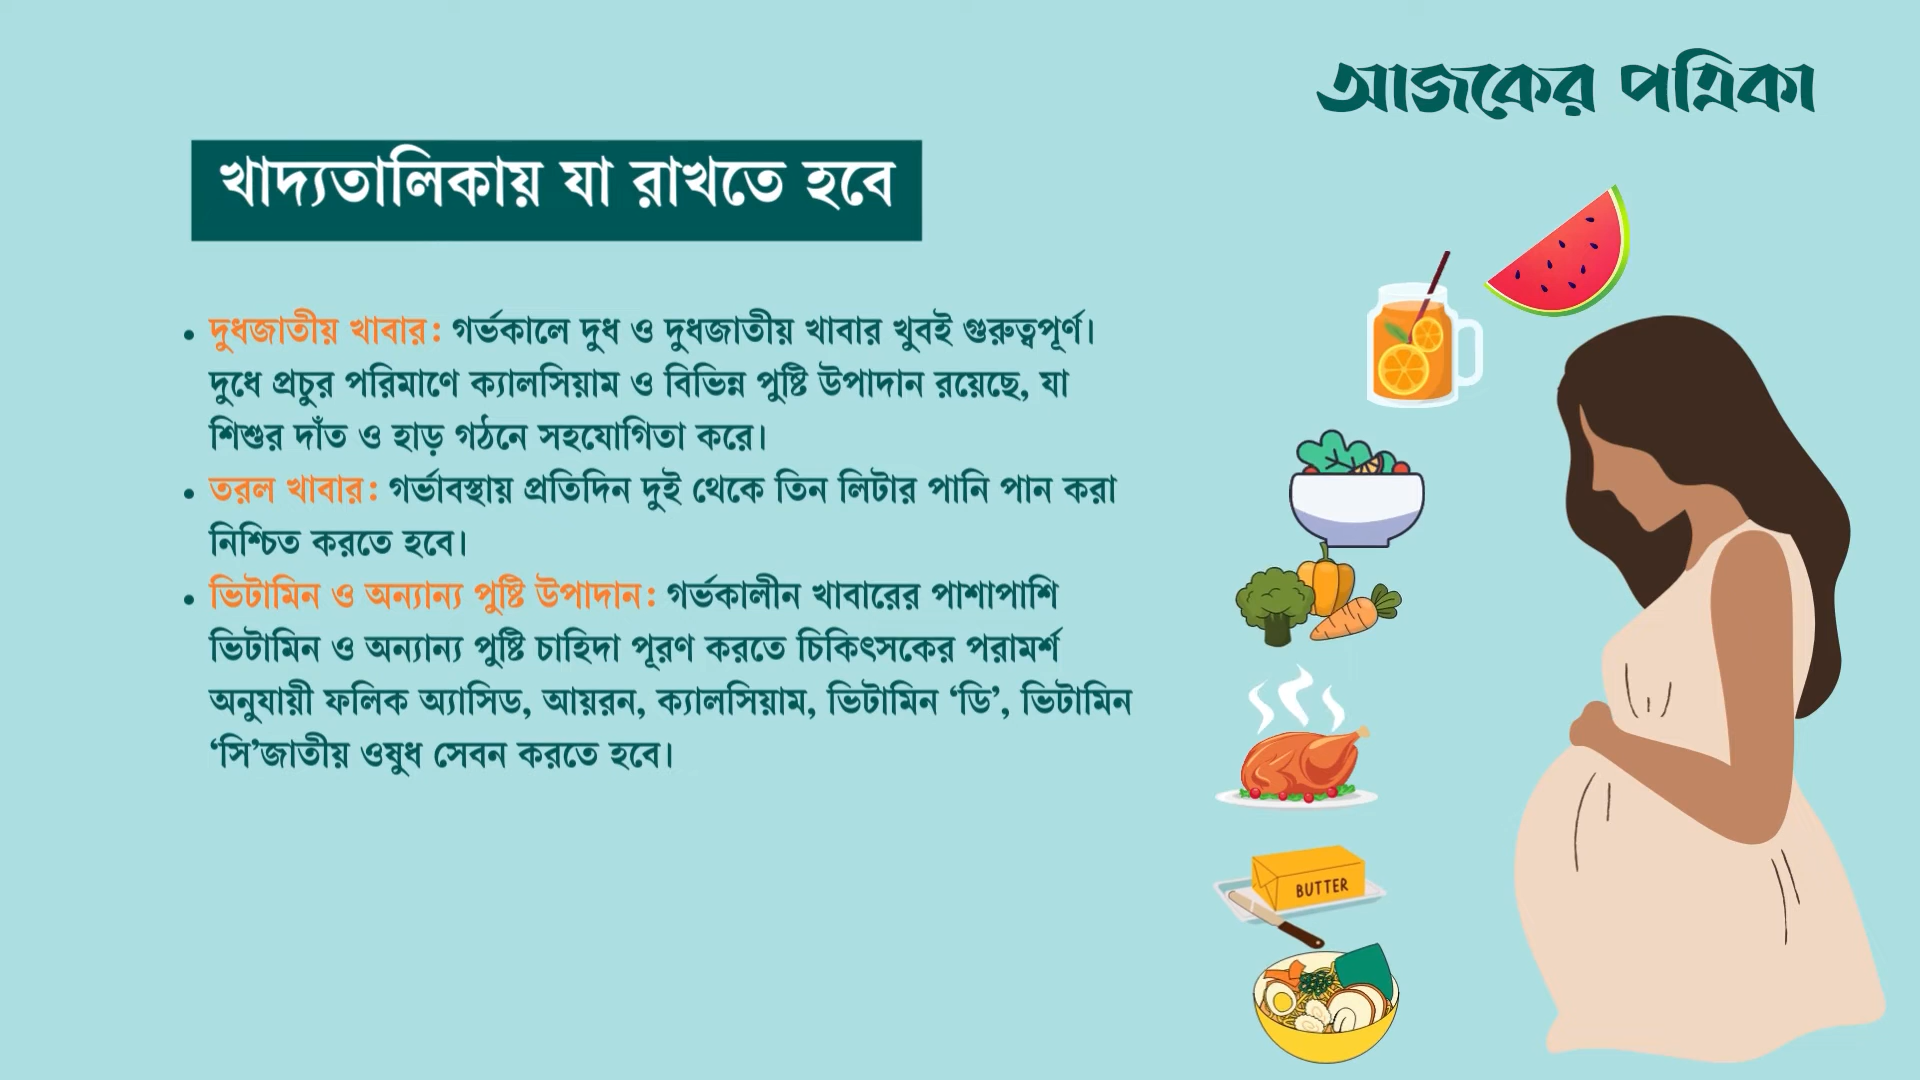 আজকের পত্রিকা
খাদ্যতালিকায় যা রাখতে হবে
• দুধজাতীয় খাবার: গর্ভকালে দুধ ও দুধজাতীয় খাবার খুবই গুরুত্বপূর্ণ।
দুধে প্রচুর পরিমাণে ক্যালসিয়াম ও বিভিন্ন পুষ্টি উপাদান রয়েছে, যা
শিশুর দাঁত ও হাড় গঠনে সহযোগিতা করে।
• তরল খাবার: গর্ভাবস্থায় প্রতিদিন দুই থেকে তিন লিটার পানি পান করা
নিশ্চিত করতে হবে।
• ভিটামিন ও অন্যান্য পুষ্টি উপাদান: গর্ভকালীন খাবারের পাশাপাশি
ভিটামিন ও অন্যান্য পুষ্টি চাহিদা পূরণ করতে চিকিৎসকের পরামর্শ
অনুযায়ী ফলিক অ্যাসিড, আয়রন, ক্যালসিয়াম, ভিটামিন ‘ডি’, ভিটামিন
‘সি’জাতীয় ওষুধ সেবন করতে হবে।
BUTTER